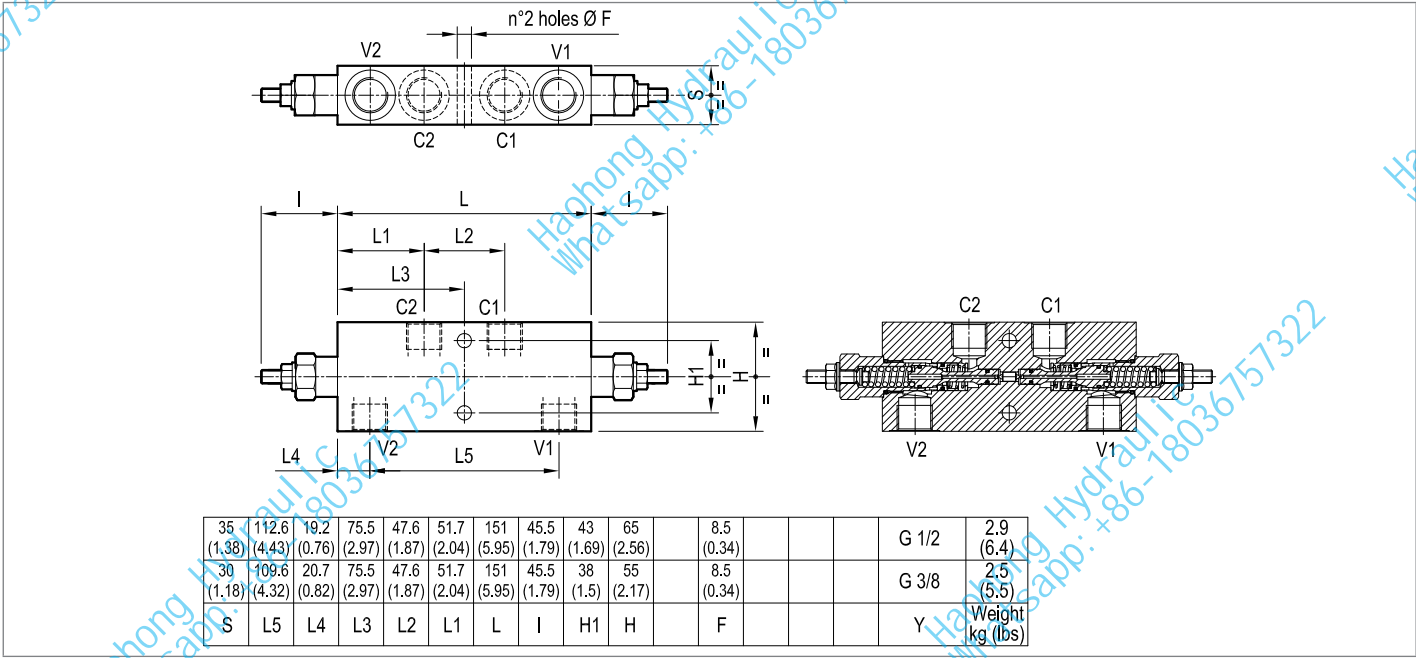 n°2 holes Ø F
V2 V1
S = =
C2 C1
I L I
L1 L2
L3
C2 C1
H1 = = H = =
V2 V1
L4 L5
C2 C1
V2 V1
35 112.6 19.2 75.5 47.6 51.7 151 45.5 43 65 8.5 G 1/2 2.9
(1.38) (4.43) (0.76) (2.97) (1.87) (2.04) (5.95) (1.79) (1.69) (2.56) (0.34) (6.4)
30 109.6 20.7 75.5 47.6 51.7 151 45.5 38 55 8.5 G 3/8 2.5
(1.18) (4.32) (0.82) (2.97) (1.87) (2.04) (5.95) (1.79) (1.5) (2.17) (0.34) (5.5)
S L5 L4 L3 L2 L1 L I H1 H F Y Weight
kg (lbs)
Haohong Hydraulic
Whatsapp: +86-18036757322
Hydraulic
+86-18036757322